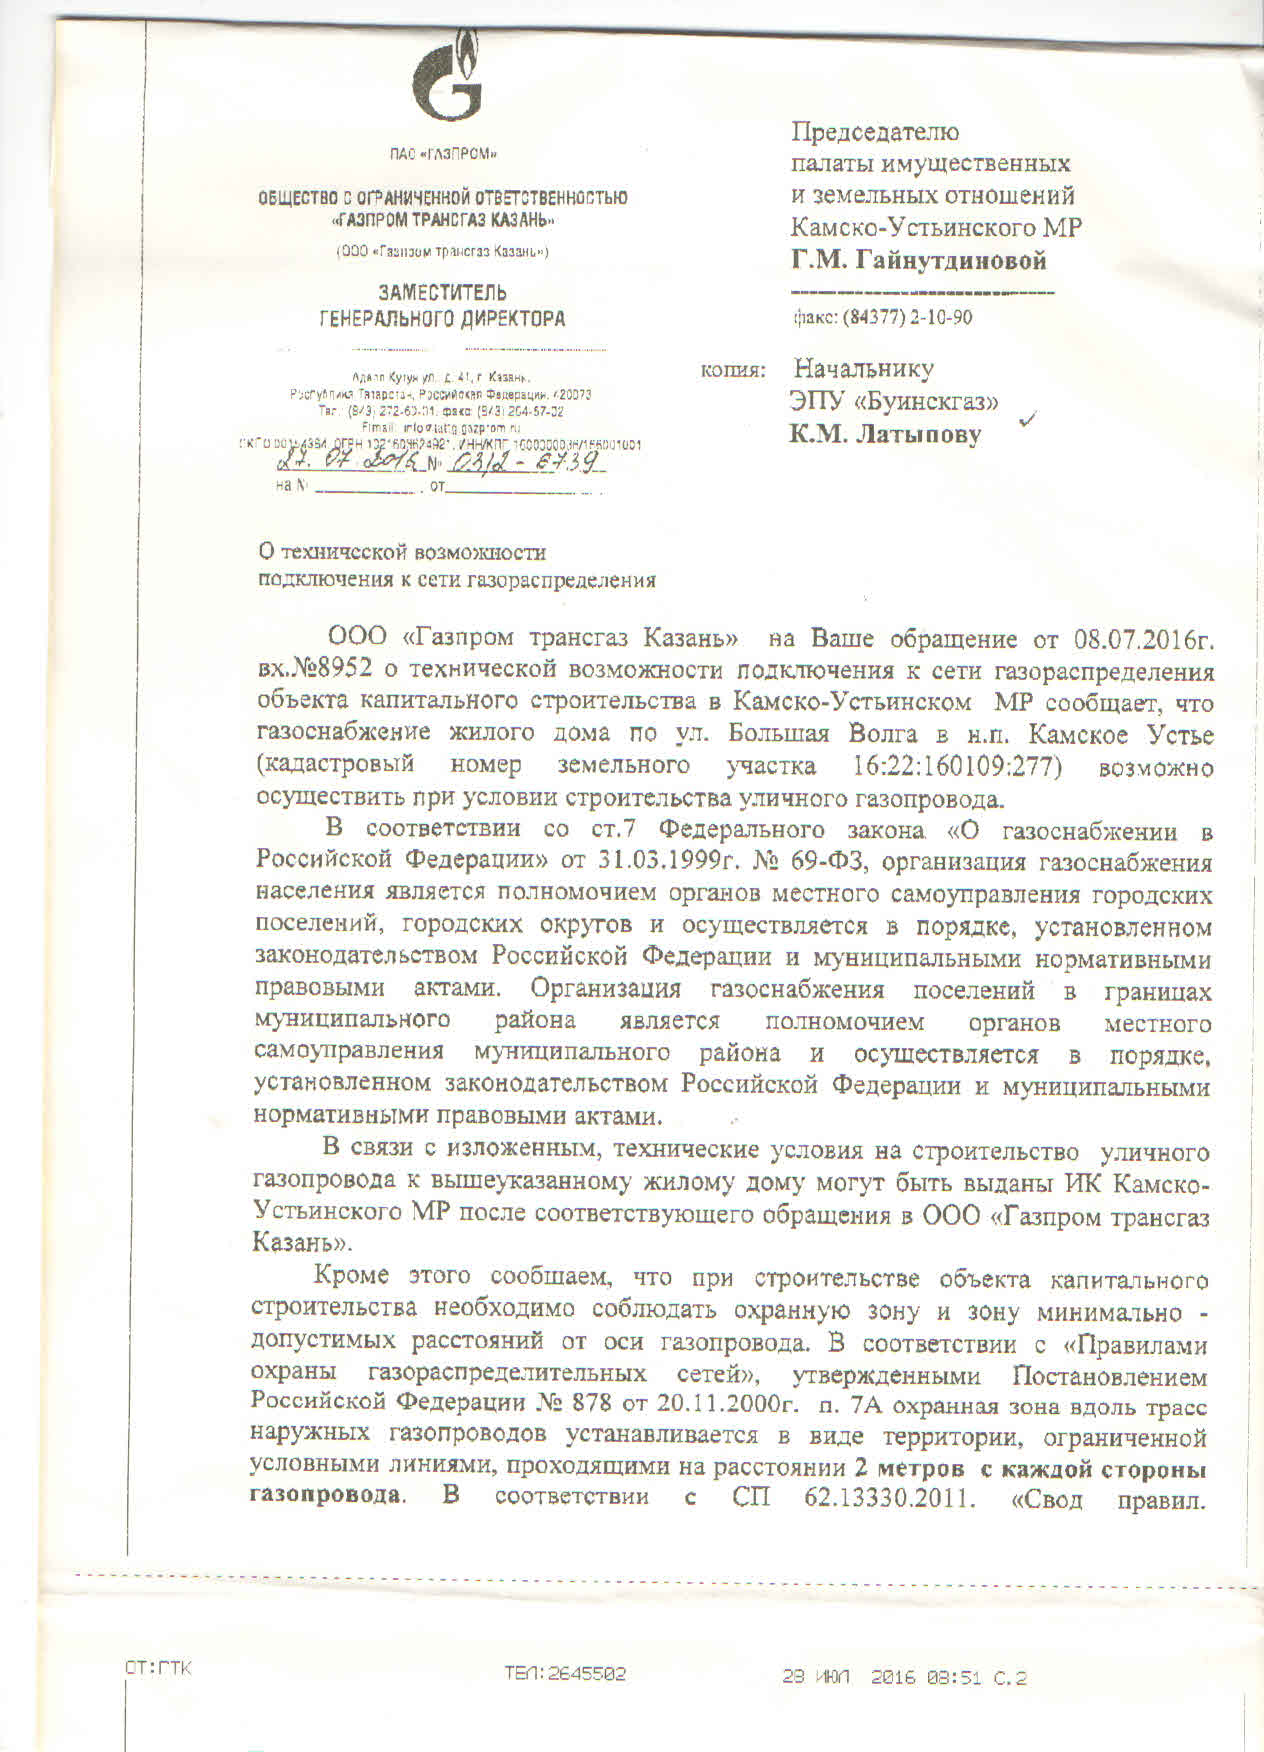 ПАО «ГАЗПРОМ»
ОБЩЕСТВО С ОГРАНИЧЕННОЙ ОТВЕТСТВЕННОСТЬЮ
«ГАЗПРОМ ТРАНСГАЗ КАЗАНЬ»
(ООО «Газпром трансгаз Казань»)
ЗАМЕСТИТЕЛЬ
ГЕНЕРАЛЬНОГО ДИРЕКТОРА
Аделя Кутуя ул., д. 41, г. Казань,
Республика Татарстан, Российская Федерация, 420073
27. 07 2016 № 03/2-6739
на № от
Председателю
палаты имущественных
и земельных отношений
Камско-Устьинского МР
Г.М. Гайнутдиновой
факс: (84377) 2-10-90
копия: Начальнику
ЭПУ «Буинскгаз»
К.М. Латыпову
О технической возможности
подключения к сети газораспределения
ООО «Газпром трансгаз Казань» на Ваше обращение от 08.07.2016г.
вх.№8952 о технической возможности подключения к сети газораспределения
объекта капитального строительства в Камско-Устьинском МР сообщает, что
газоснабжение жилого дома по ул. Большая Волга в н.п. Камское Устье
(кадастровый номер земельного участка 16:22:160109:277) возможно
осуществить при условии строительства уличного газопровода.
В соответствии со ст.7 Федерального закона «О газоснабжении в
Российской Федерации» от 31.03.1999г. № 69-ФЗ, организация газоснабжения
населения является полномочием органов местного самоуправления городских
поселений, городских округов и осуществляется в порядке, установленном
законодательством Российской Федерации и муниципальными нормативными
правовыми актами. Организация газоснабжения поселений в границах
муниципального района является полномочием органов местного
самоуправления муниципального района и осуществляется в порядке,
установленном законодательством Российской Федерации и муниципальными
нормативными правовыми актами.
В связи с изложенным, технические условия на строительство уличного
газопровода к вышеуказанному жилому дому могут быть выданы ИК Камско-
Устьинского МР после соответствующего обращения в ООО «Газпром трансгаз
Казань».
Кроме этого сообщаем, что при строительстве объекта капитального
строительства необходимо соблюдать охранную зону и зону минимально -
допустимых расстояний от оси газопровода. В соответствии с «Правилами
охраны газораспределительных сетей», утвержденными Постановлением
Российской Федерации № 878 от 20.11.2000г. п. 7А охранная зона вдоль трасс
наружных газопроводов устанавливается в виде территории, ограниченной
условными линиями, проходящими на расстоянии 2 метров с каждой стороны
газопровода. В соответствии с СП 62.13330.2011. «Свод правил.
ОТ:ГТК ТЕЛ:2645502 28 ИЮЛ 2016 08:51 С.2